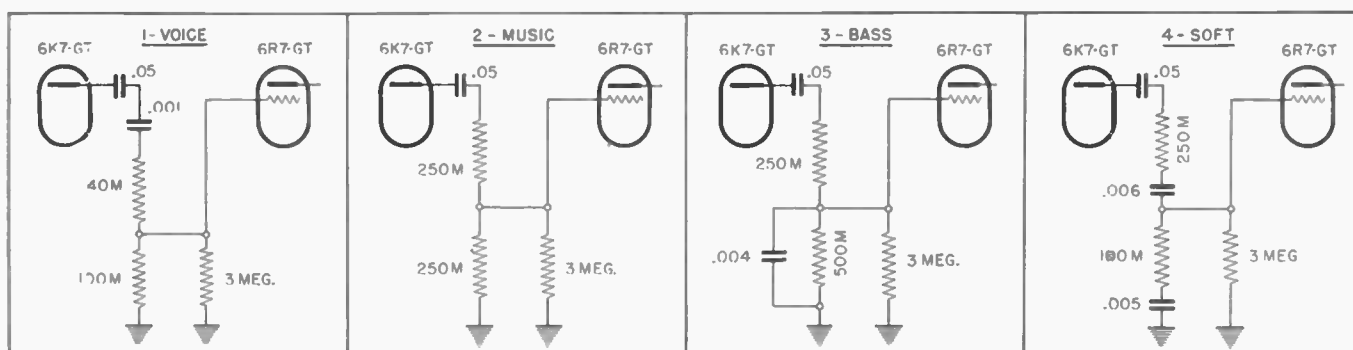 1-VOICE
6K7-GT
6R7-GT
.05
.001
40M
100M
3 MEG.
2 - MUSIC
6K7-GT
6R7-GT
.05
250M
250M
3 MEG.
3 - BASS
6K7-GT
6R7-GT
.05
250M
.004
500M
3 MEG.
4 - SOFT
6K7-GT
6R7-GT
.05
250M
.006
100M
3 MEG
.005